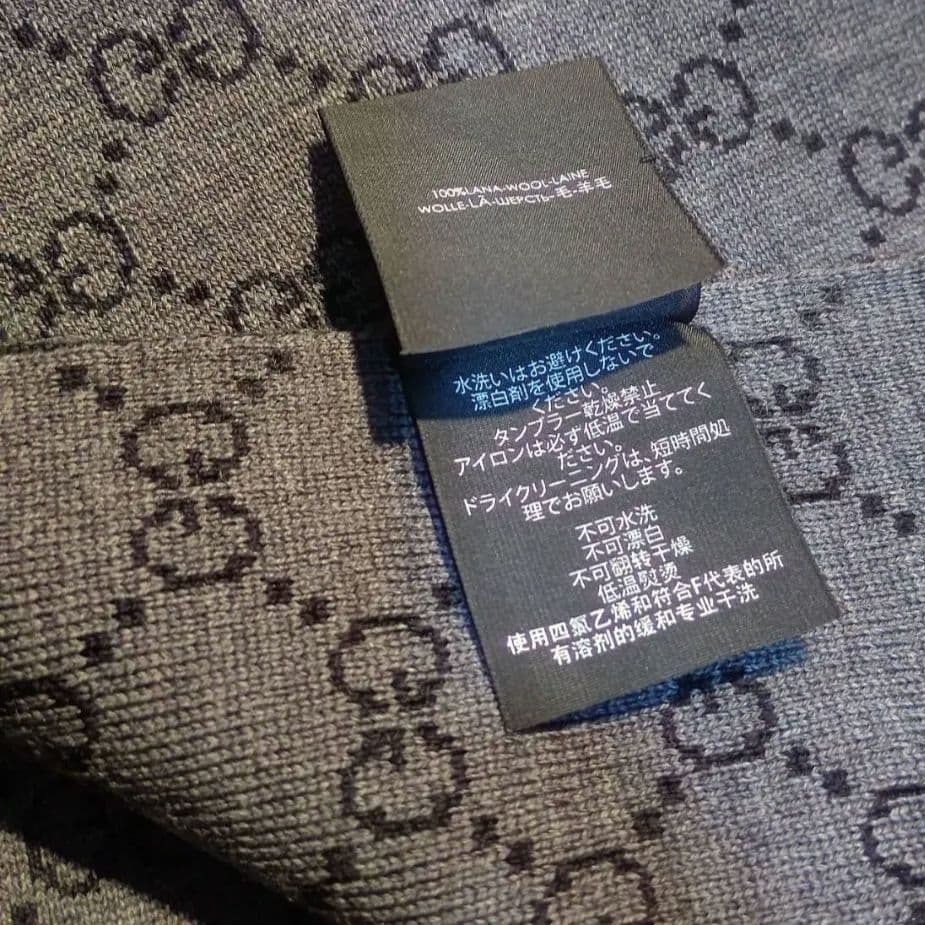 100%LANA-WOOL-LAINE
WOLLE-LÃ-ШЕРСТЬ-毛-羊毛
水洗いはお避けください。
漂白剤を使用しないで
ください。
タンブラー乾燥禁止
アイロンは必ず低温で当ててく
ださい。
ドライクリーニングは、短時間処
理でお願いします。
不可水洗
不可漂白
不可翻转干燥
低温熨烫
使用四氯乙烯和符合F代表的所
有溶剂的缓和专业干洗